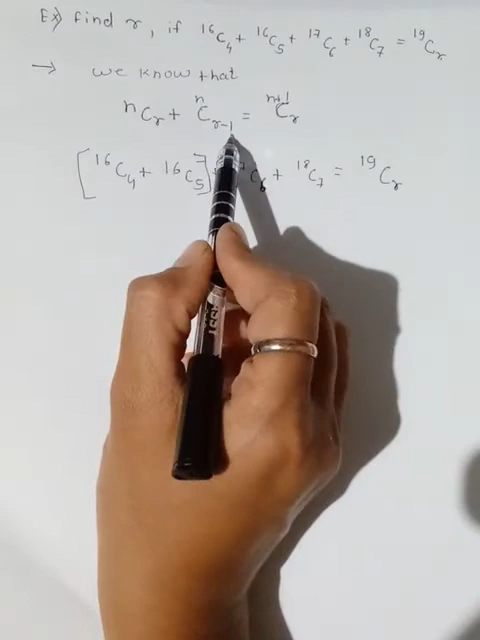 Ex) find r, if ¹⁶C₄ + ¹⁶C₅ + ¹⁷C₆ + ¹⁸C₇ = ¹⁹Cᵣ
→ we know that
ⁿCᵣ + ⁿCᵣ₋₁ = ⁿ⁺¹Cᵣ
[¹⁶C₄ + ¹⁶C₅] + ⁷C₆ + ¹⁸C₇ = ¹⁹Cᵣ